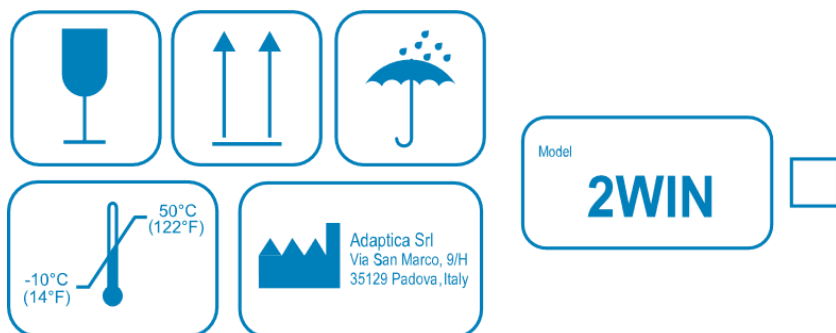 Model
2WIN
50°C
(122°F)
-10°C
(14°F)
Adaptica Srl
Via San Marco, 9/H
35129 Padova, Italy